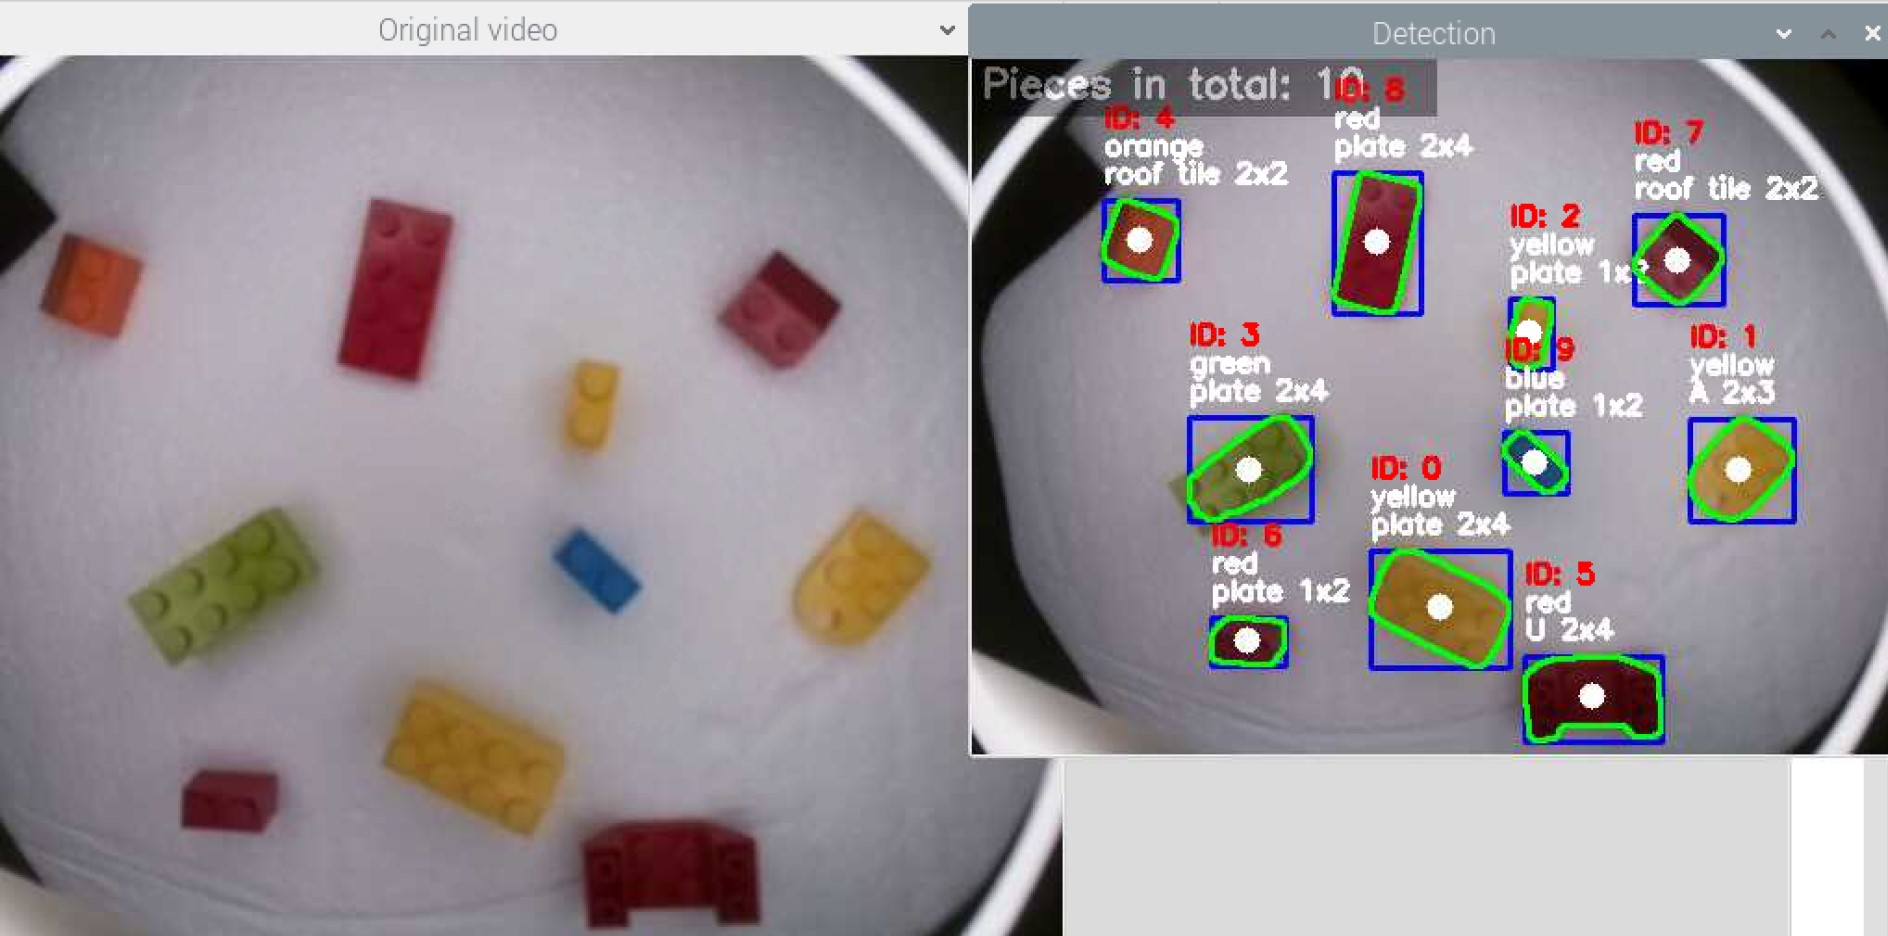 Original video
Detection
Pieces in total: 10
ID: 8
red
plate 2x4
ID: 4
orange
roof tile 2x2
ID: 7
red
roof tile 2x2
ID: 2
yellow
plate 1x2
ID: 3
green
plate 2x4
ID: 9
blue
plate 1x2
ID: 1
yellow
A 2x3
ID: 0
yellow
plate 2x4
ID: 6
red
plate 1x2
ID: 5
red
U 2x4